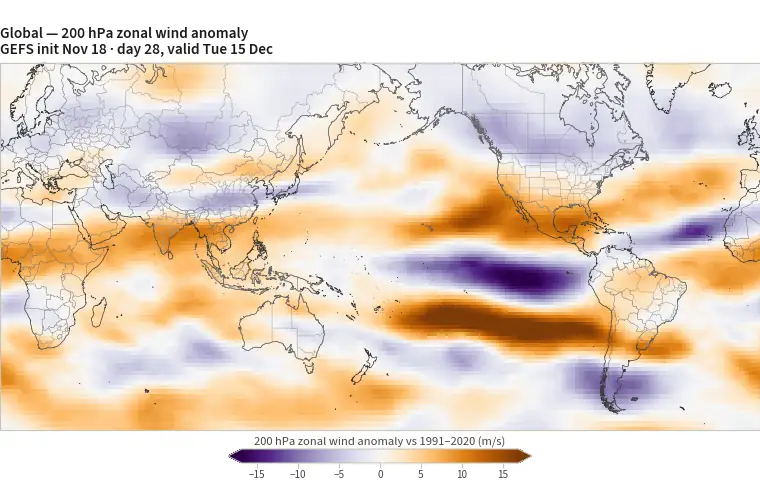 Global — 200 hPa zonal wind anomaly
GEFS init Nov 18 · day 28, valid Tue 15 Dec
200 hPa zonal wind anomaly vs 1991–2020 (m/s)
−15 −10 −5 0 5 10 15